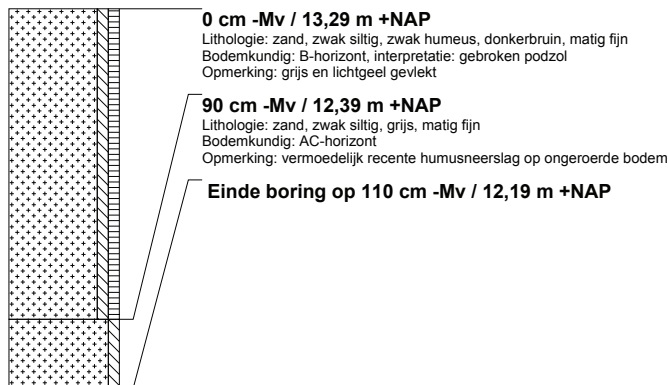 0 cm -Mv / 13,29 m +NAP
Lithologie: zand, zwak siltig, zwak humeus, donkerbruin, matig fijn
Bodemkundig: B-horizont, interpretatie: gebroken podzol
Opmerking: grijs en lichtgeel gevlekt
90 cm -Mv / 12,39 m +NAP
Lithologie: zand, zwak siltig, grijs, matig fijn
Bodemkundig: AC-horizont
Opmerking: vermoedelijk recente humusneerslag op ongeroerde bodem
Einde boring op 110 cm -Mv / 12,19 m +NAP